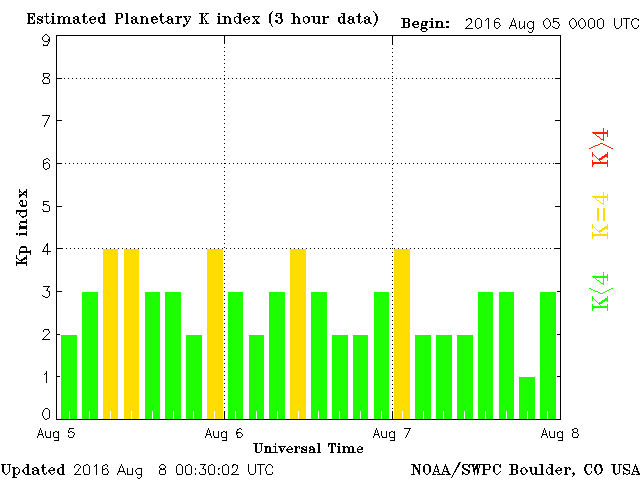 Estimated Planetary K index (3 hour data)
Begin: 2016 Aug 05 0000 UTC
9
8
7
6
5
4
3
2
1
0
Kp index
K>4
K=4
K<4
Aug 5
Aug 6
Aug 7
Aug 8
Universal Time
Updated 2016 Aug 8 00:30:02 UTC
NOAA/SWPC Boulder, CO USA